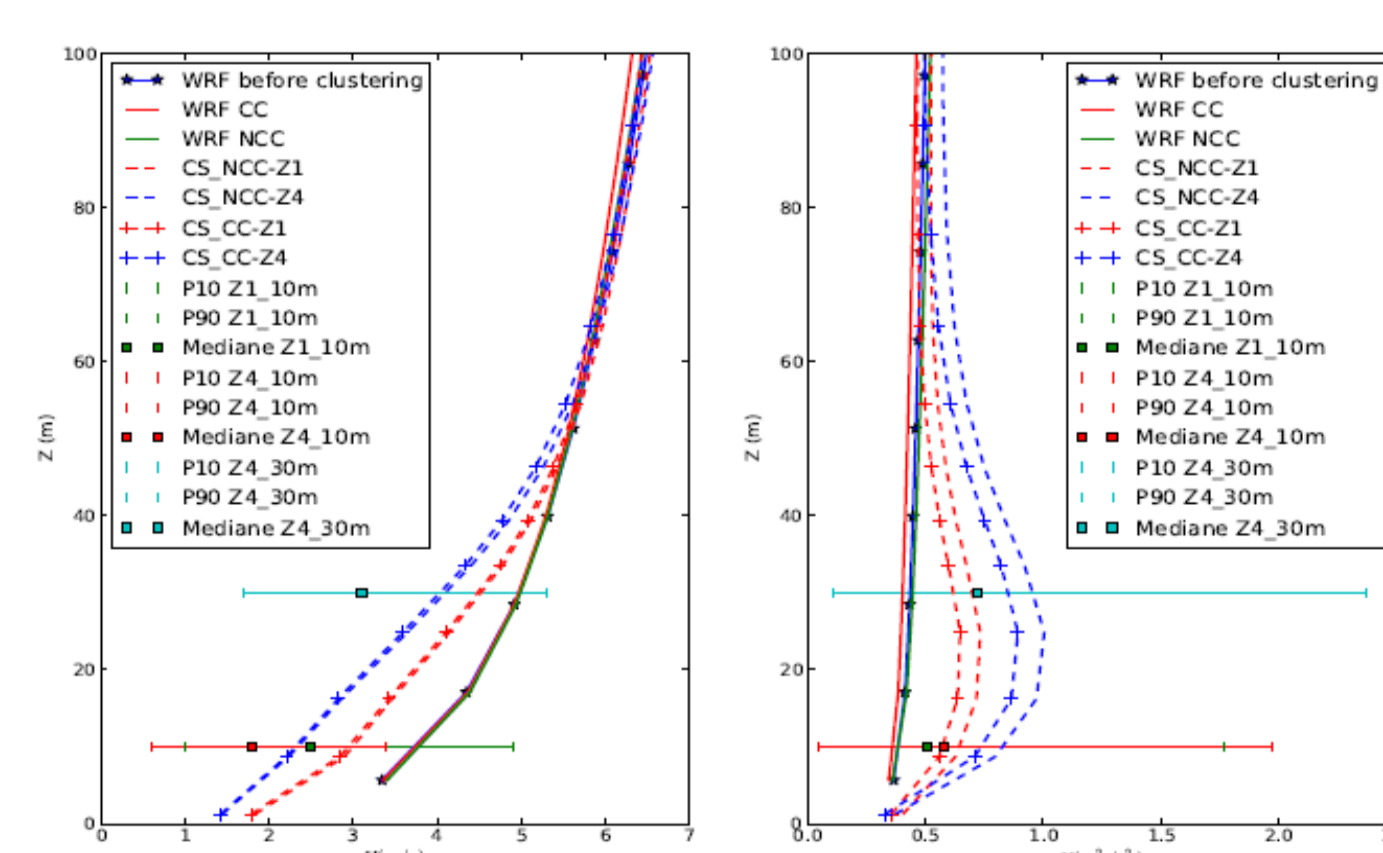 100
80
60
40
20
0
Z (m)
WRF before clustering
WRF CC
WRF NCC
CS_NCC-Z1
CS_NCC-Z4
CS_CC-Z1
CS_CC-Z4
P10 Z1_10m
P90 Z1_10m
Mediane Z1_10m
P10 Z4_10m
P90 Z4_10m
Mediane Z4_10m
P10 Z4_30m
P90 Z4_30m
Mediane Z4_30m
0 1 2 3 4 5 6 7
100
80
60
40
20
0
Z (m)
WRF before clustering
WRF CC
WRF NCC
CS_NCC-Z1
CS_NCC-Z4
CS_CC-Z1
CS_CC-Z4
P10 Z1_10m
P90 Z1_10m
Mediane Z1_10m
P10 Z4_10m
P90 Z4_10m
Mediane Z4_10m
P10 Z4_30m
P90 Z4_30m
Mediane Z4_30m
0.0 0.5 1.0 1.5 2.0